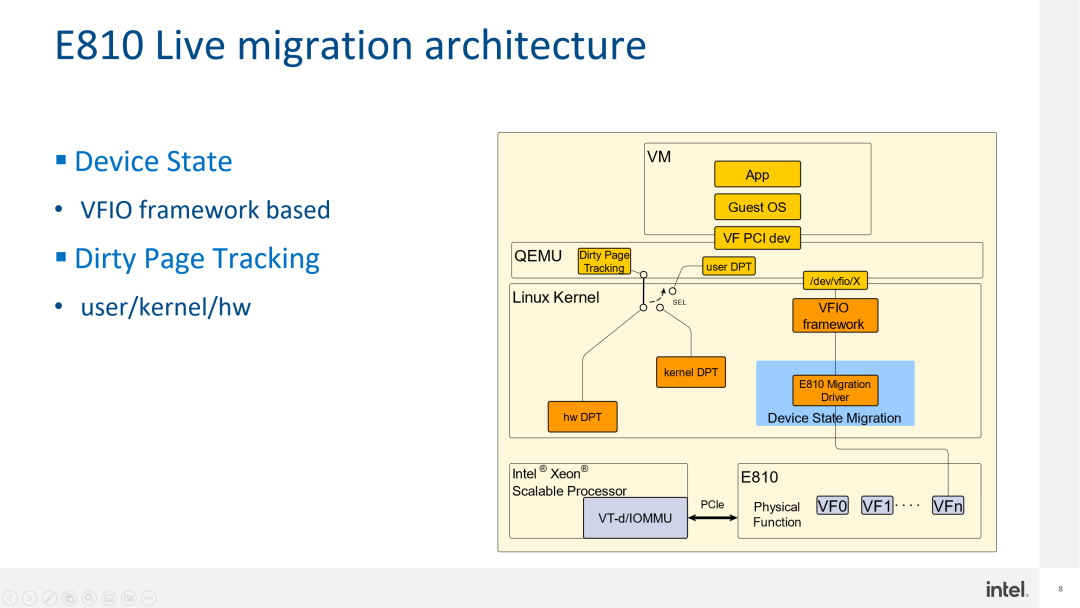 E810 Live migration architecture
▪ Device State
• VFIO framework based
▪ Dirty Page Tracking
• user/kernel/hw
VM
App
Guest OS
VF PCI dev
QEMU
Dirty Page
Tracking
user DPT
/dev/vfio/X
Linux Kernel
SEL
VFIO
framework
kernel DPT
E810 Migration
Driver
hw DPT
Device State Migration
Intel ® Xeon®
Scalable Processor
VT-d/IOMMU
PCIe
E810
Physical
Function
VF0
VF1
....
VFn
intel.
8